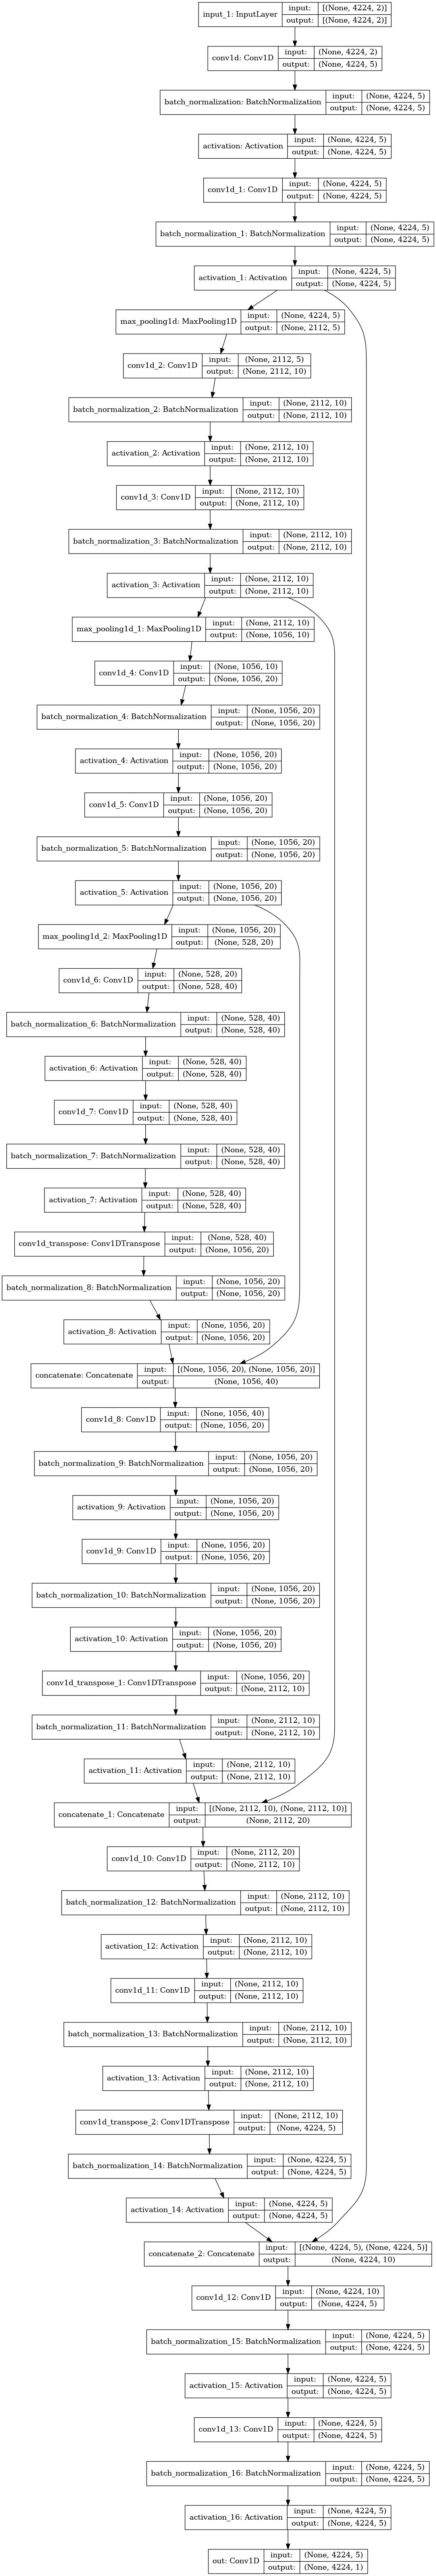 input_1: InputLayer input: [(None, 4224, 2)]
output: [(None, 4224, 2)]
conv1d: Conv1D input: (None, 4224, 2)
output: (None, 4224, 5)
batch_normalization: BatchNormalization input: (None, 4224, 5)
output: (None, 4224, 5)
activation: Activation input: (None, 4224, 5)
output: (None, 4224, 5)
conv1d_1: Conv1D input: (None, 4224, 5)
output: (None, 4224, 5)
batch_normalization_1: BatchNormalization input: (None, 4224, 5)
output: (None, 4224, 5)
activation_1: Activation input: (None, 4224, 5)
output: (None, 4224, 5)
max_pooling1d: MaxPooling1D input: (None, 4224, 5)
output: (None, 2112, 5)
conv1d_2: Conv1D input: (None, 2112, 5)
output: (None, 2112, 10)
batch_normalization_2: BatchNormalization input: (None, 2112, 10)
output: (None, 2112, 10)
activation_2: Activation input: (None, 2112, 10)
output: (None, 2112, 10)
conv1d_3: Conv1D input: (None, 2112, 10)
output: (None, 2112, 10)
batch_normalization_3: BatchNormalization input: (None, 2112, 10)
output: (None, 2112, 10)
activation_3: Activation input: (None, 2112, 10)
output: (None, 2112, 10)
max_pooling1d_1: MaxPooling1D input: (None, 2112, 10)
output: (None, 1056, 10)
conv1d_4: Conv1D input: (None, 1056, 10)
output: (None, 1056, 20)
batch_normalization_4: BatchNormalization input: (None, 1056, 20)
output: (None, 1056, 20)
activation_4: Activation input: (None, 1056, 20)
output: (None, 1056, 20)
conv1d_5: Conv1D input: (None, 1056, 20)
output: (None, 1056, 20)
batch_normalization_5: BatchNormalization input: (None, 1056, 20)
output: (None, 1056, 20)
activation_5: Activation input: (None, 1056, 20)
output: (None, 1056, 20)
max_pooling1d_2: MaxPooling1D input: (None, 1056, 20)
output: (None, 528, 20)
conv1d_6: Conv1D input: (None, 528, 20)
output: (None, 528, 40)
batch_normalization_6: BatchNormalization input: (None, 528, 40)
output: (None, 528, 40)
activation_6: Activation input: (None, 528, 40)
output: (None, 528, 40)
conv1d_7: Conv1D input: (None, 528, 40)
output: (None, 528, 40)
batch_normalization_7: BatchNormalization input: (None, 528, 40)
output: (None, 528, 40)
activation_7: Activation input: (None, 528, 40)
output: (None, 528, 40)
conv1d_transpose: Conv1DTranspose input: (None, 528, 40)
output: (None, 1056, 20)
batch_normalization_8: BatchNormalization input: (None, 1056, 20)
output: (None, 1056, 20)
activation_8: Activation input: (None, 1056, 20)
output: (None, 1056, 20)
concatenate: Concatenate input: [(None, 1056, 20), (None, 1056, 20)]
output: (None, 1056, 40)
conv1d_8: Conv1D input: (None, 1056, 40)
output: (None, 1056, 20)
batch_normalization_9: BatchNormalization input: (None, 1056, 20)
output: (None, 1056, 20)
activation_9: Activation input: (None, 1056, 20)
output: (None, 1056, 20)
conv1d_9: Conv1D input: (None, 1056, 20)
output: (None, 1056, 20)
batch_normalization_10: BatchNormalization input: (None, 1056, 20)
output: (None, 1056, 20)
activation_10: Activation input: (None, 1056, 20)
output: (None, 1056, 20)
conv1d_transpose_1: Conv1DTranspose input: (None, 1056, 20)
output: (None, 2112, 10)
batch_normalization_11: BatchNormalization input: (None, 2112, 10)
output: (None, 2112, 10)
activation_11: Activation input: (None, 2112, 10)
output: (None, 2112, 10)
concatenate_1: Concatenate input: [(None, 2112, 10), (None, 2112, 10)]
output: (None, 2112, 20)
conv1d_10: Conv1D input: (None, 2112, 20)
output: (None, 2112, 10)
batch_normalization_12: BatchNormalization input: (None, 2112, 10)
output: (None, 2112, 10)
activation_12: Activation input: (None, 2112, 10)
output: (None, 2112, 10)
conv1d_11: Conv1D input: (None, 2112, 10)
output: (None, 2112, 10)
batch_normalization_13: BatchNormalization input: (None, 2112, 10)
output: (None, 2112, 10)
activation_13: Activation input: (None, 2112, 10)
output: (None, 2112, 10)
conv1d_transpose_2: Conv1DTranspose input: (None, 2112, 10)
output: (None, 4224, 5)
batch_normalization_14: BatchNormalization input: (None, 4224, 5)
output: (None, 4224, 5)
activation_14: Activation input: (None, 4224, 5)
output: (None, 4224, 5)
concatenate_2: Concatenate input: [(None, 4224, 5), (None, 4224, 5)]
output: (None, 4224, 10)
conv1d_12: Conv1D input: (None, 4224, 10)
output: (None, 4224, 5)
batch_normalization_15: BatchNormalization input: (None, 4224, 5)
output: (None, 4224, 5)
activation_15: Activation input: (None, 4224, 5)
output: (None, 4224, 5)
conv1d_13: Conv1D input: (None, 4224, 5)
output: (None, 4224, 5)
batch_normalization_16: BatchNormalization input: (None, 4224, 5)
output: (None, 4224, 5)
activation_16: Activation input: (None, 4224, 5)
output: (None, 4224, 5)
out: Conv1D input: (None, 4224, 5)
output: (None, 4224, 1)